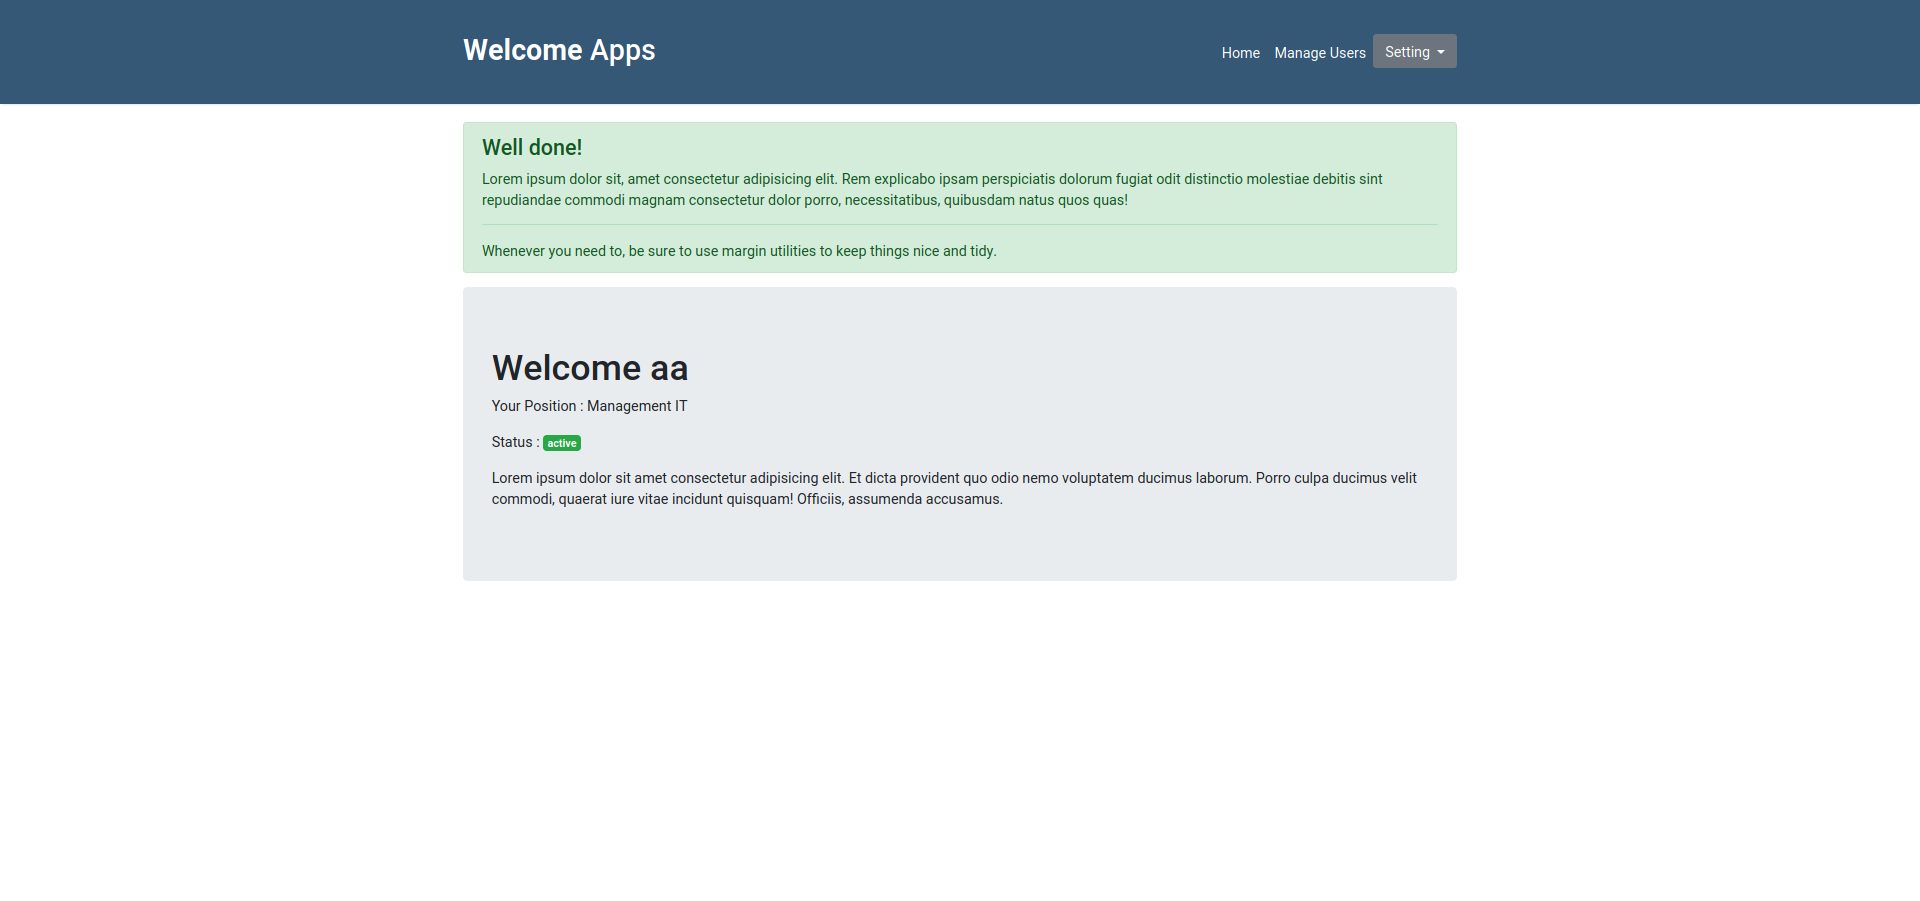 Welcome Apps
Home Manage Users Setting
Well done!
Lorem ipsum dolor sit, amet consectetur adipisicing elit. Rem explicabo ipsam perspiciatis dolorum fugiat odit distinctio molestiae debitis sint
repudiandae commodi magnam consectetur dolor porro, necessitatibus, quibusdam natus quos quas!
Whenever you need to, be sure to use margin utilities to keep things nice and tidy.
Welcome aa
Your Position : Management IT
Status : active
Lorem ipsum dolor sit amet consectetur adipisicing elit. Et dicta provident quo odio nemo voluptatem ducimus laborum. Porro culpa ducimus velit
commodi, quaerat iure vitae incidunt quisquam! Officiis, assumenda accusamus.